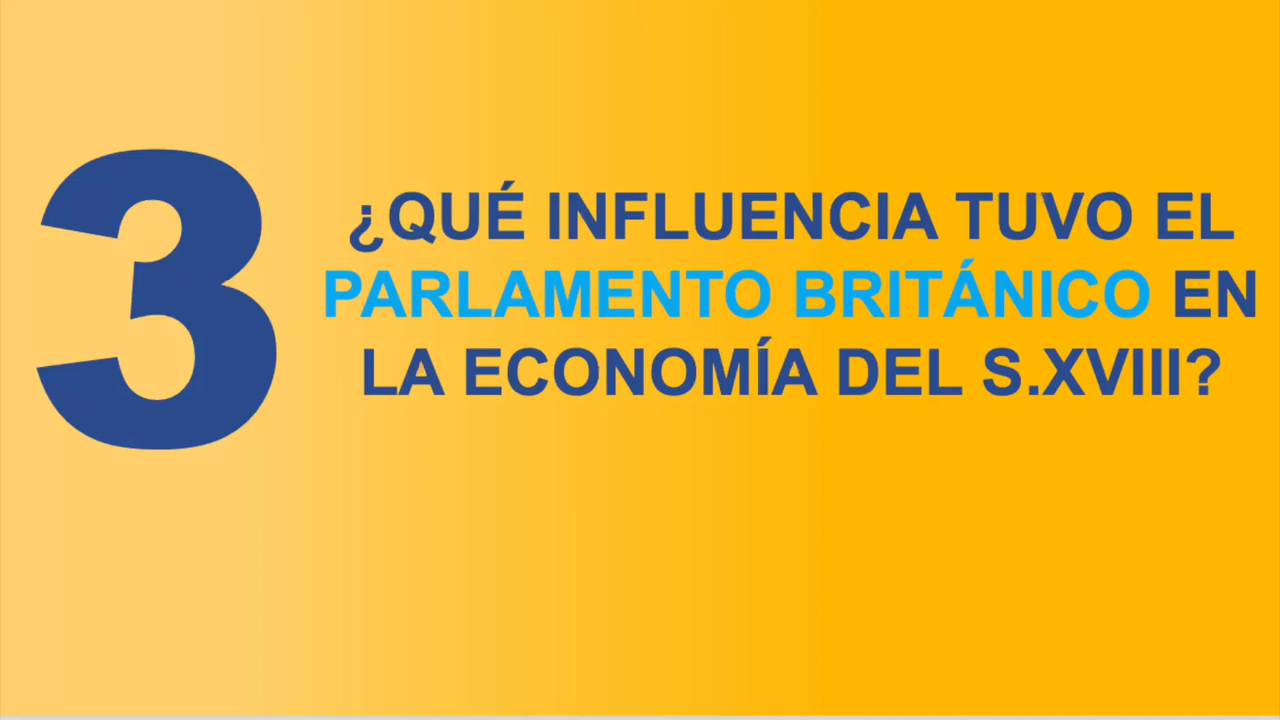 3
¿QUÉ INFLUENCIA TUVO EL
PARLAMENTO BRITÁNICO EN
LA ECONOMÍA DEL S.XVIII?